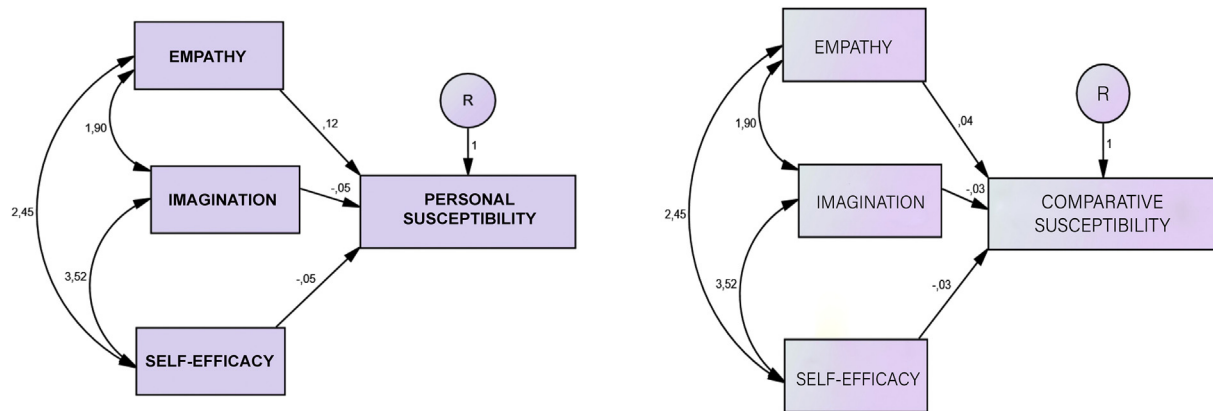 EMPATHY
R
,12
1,90
1
-,05
IMAGINATION
PERSONAL
SUSCEPTIBILITY
2,45
3,52
-,05
SELF-EFFICACY
EMPATHY
R
,04
1,90
1
-,03
IMAGINATION
COMPARATIVE
SUSCEPTIBILITY
2,45
3,52
-,03
SELF-EFFICACY